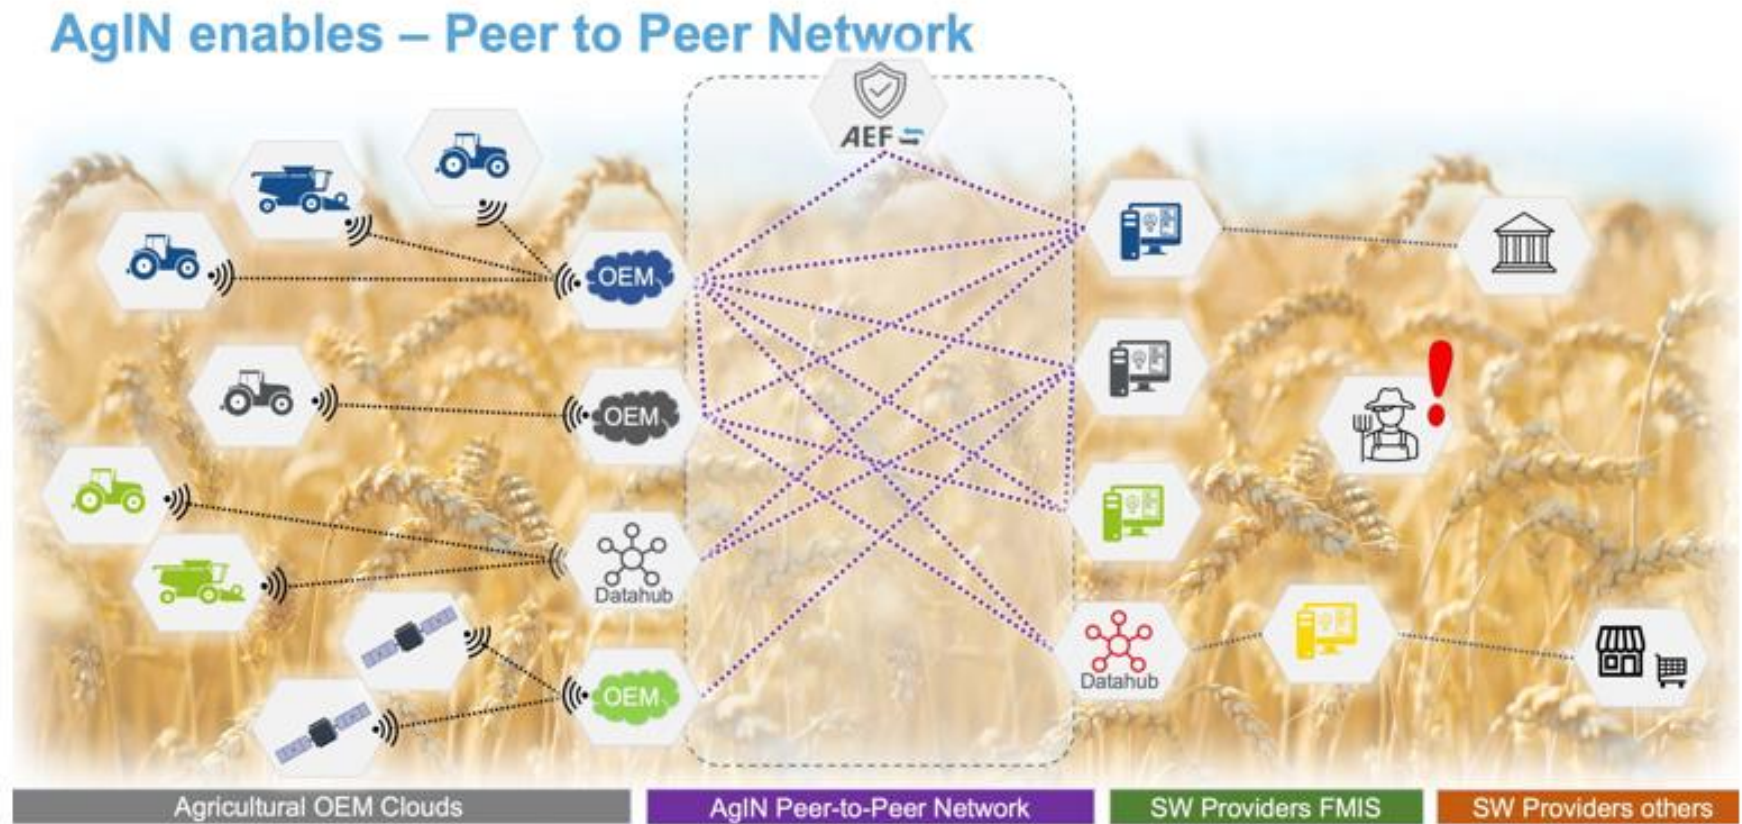 AgIN enables – Peer to Peer Network
AEF
OEM
OEM
Datahub
OEM
Datahub
Agricultural OEM Clouds
AgIN Peer-to-Peer Network
SW Providers FMIS
SW Providers others